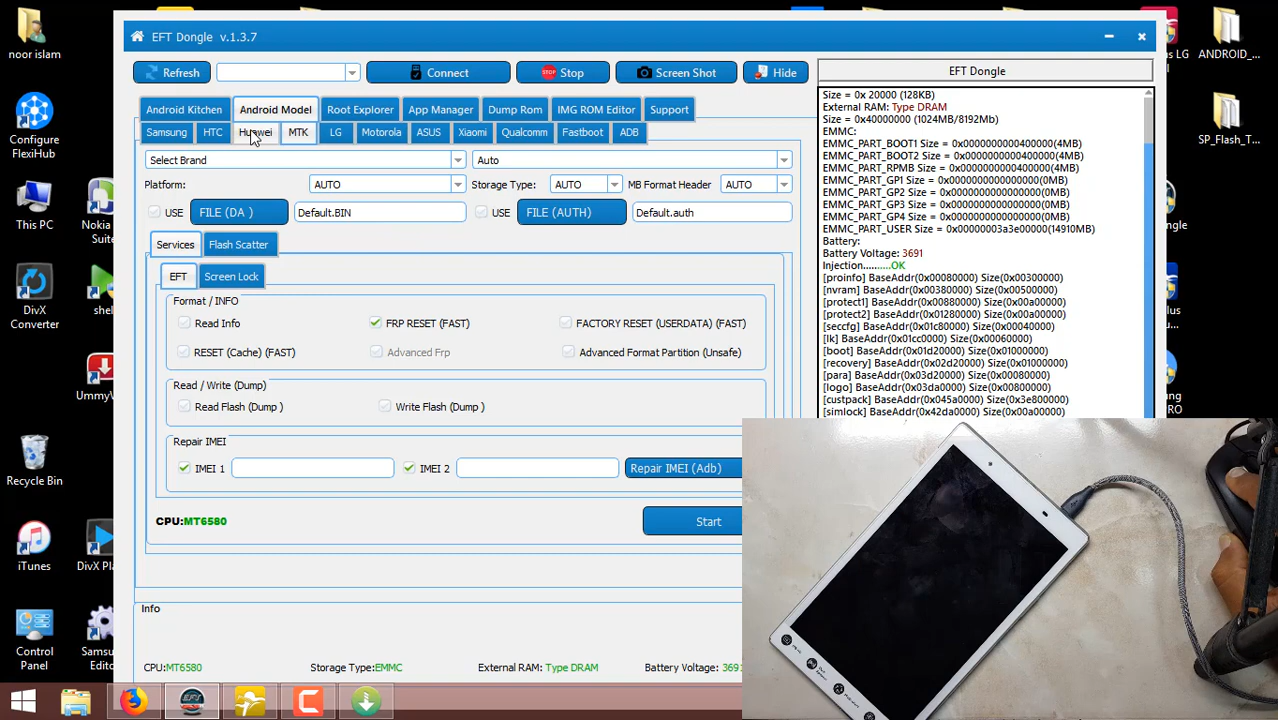 noor islam
Configure
FlexiHub
This PC
Nokia
Suite
DivX
Converter
shel
UmmyV
Recycle Bin
iTunes
DivX Pl
Control
Panel
Samsu
Editor
EFT Dongle v.1.3.7
Refresh
Connect
Stop
Screen Shot
Hide
Android Kitchen
Android Model
Root Explorer
App Manager
Dump Rom
IMG ROM Editor
Support
Samsung
HTC
Huawei
MTK
LG
Motorola
ASUS
Xiaomi
Qualcomm
Fastboot
ADB
Select Brand
Auto
Platform:
AUTO
Storage Type:
AUTO
MB Format Header
AUTO
USE
FILE (DA )
Default.BIN
USE
FILE (AUTH)
Default.auth
Services
Flash Scatter
EFT
Screen Lock
Format / INFO
Read Info
FRP RESET (FAST)
FACTORY RESET (USERDATA) (FAST)
RESET (Cache) (FAST)
Advanced Frp
Advanced Format Partition (Unsafe)
Read / Write (Dump)
Read Flash (Dump )
Write Flash (Dump )
Repair IMEI
IMEI 1
IMEI 2
Repair IMEI (Adb)
CPU:MT6580
Start
Info
CPU:MT6580
Storage Type:EMMC
External RAM: Type DRAM
Battery Voltage: 3691
EFT Dongle
Size = 0x 20000 (128KB)
External RAM: Type DRAM
Size = 0x40000000 (1024MB/8192Mb)
EMMC:
EMMC_PART_BOOT1 Size = 0x0000000000400000(4MB)
EMMC_PART_BOOT2 Size = 0x0000000000400000(4MB)
EMMC_PART_RPMB Size = 0x0000000000400000(4MB)
EMMC_PART_GP1 Size = 0x0000000000000000(0MB)
EMMC_PART_GP2 Size = 0x0000000000000000(0MB)
EMMC_PART_GP3 Size = 0x0000000000000000(0MB)
EMMC_PART_GP4 Size = 0x0000000000000000(0MB)
EMMC_PART_USER Size = 0x00000003a3e00000(14910MB)
Battery:
Battery Voltage: 3691
Injection.........OK
[proinfo] BaseAddr(0x00080000) Size(0x00300000)
[nvram] BaseAddr(0x00380000) Size(0x00500000)
[protect1] BaseAddr(0x00880000) Size(0x00a00000)
[protect2] BaseAddr(0x01280000) Size(0x00a00000)
[seccfg] BaseAddr(0x01c80000) Size(0x00040000)
[lk] BaseAddr(0x01cc0000) Size(0x00060000)
[boot] BaseAddr(0x01d20000) Size(0x01000000)
[recovery] BaseAddr(0x02d20000) Size(0x01000000)
[para] BaseAddr(0x03d20000) Size(0x00080000)
[logo] BaseAddr(0x03da0000) Size(0x00800000)
[custpack] BaseAddr(0x045a0000) Size(0x3e800000)
[simlock] BaseAddr(0x42da0000) Size(0x00a00000)
us LG
ANDROID_...
SP_Flash_T...
ngle
lus
sung
RO